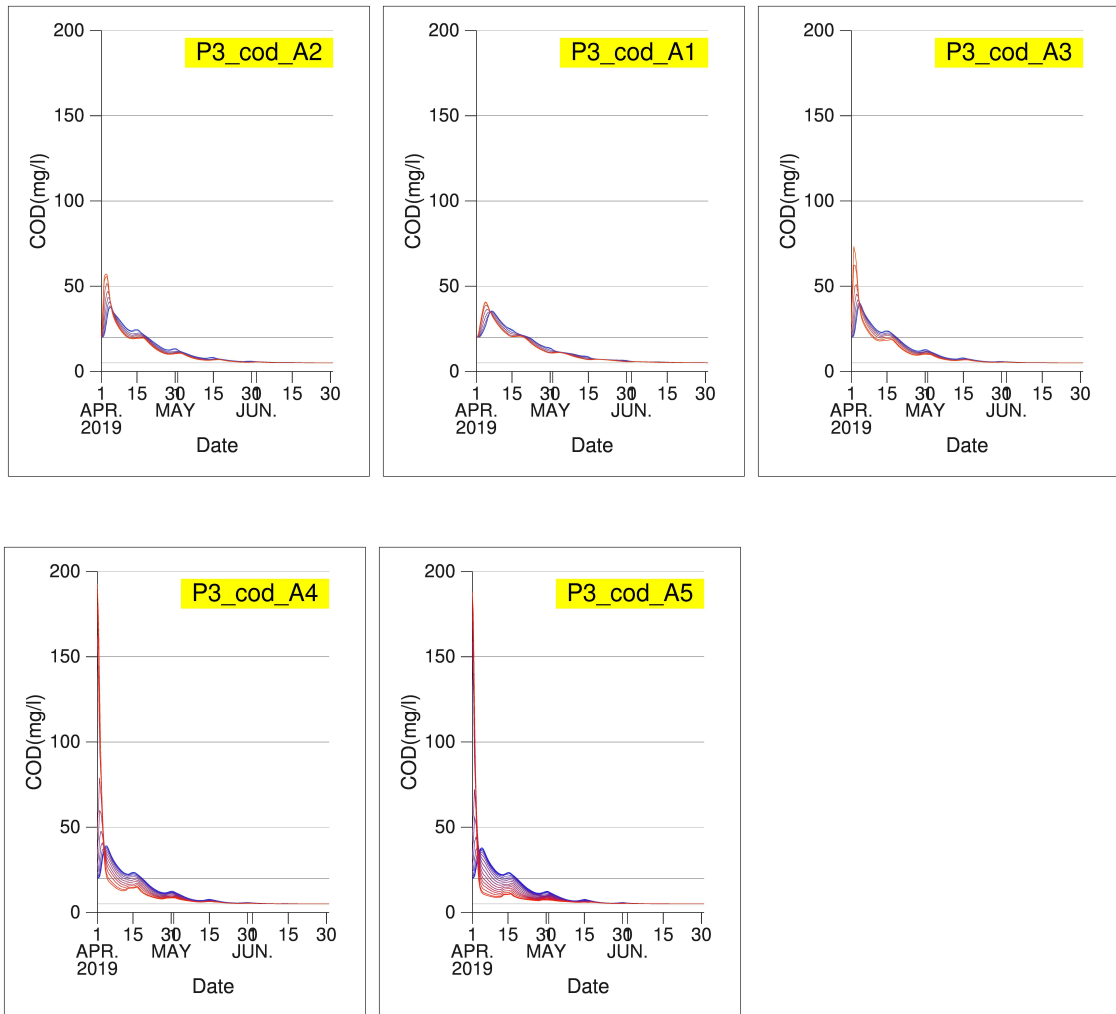 200
150
100
50
0
COD(mg/l)
P3_cod_A2
1 15 30 1 15 30 1 15 30
APR. MAY JUN.
2019
Date
200
150
100
50
0
COD(mg/l)
P3_cod_A1
1 15 30 1 15 30 1 15 30
APR. MAY JUN.
2019
Date
200
150
100
50
0
COD(mg/l)
P3_cod_A3
1 15 30 1 15 30 1 15 30
APR. MAY JUN.
2019
Date
200
150
100
50
0
COD(mg/l)
P3_cod_A4
1 15 30 1 15 30 1 15 30
APR. MAY JUN.
2019
Date
200
150
100
50
0
COD(mg/l)
P3_cod_A5
1 15 30 1 15 30 1 15 30
APR. MAY JUN.
2019
Date